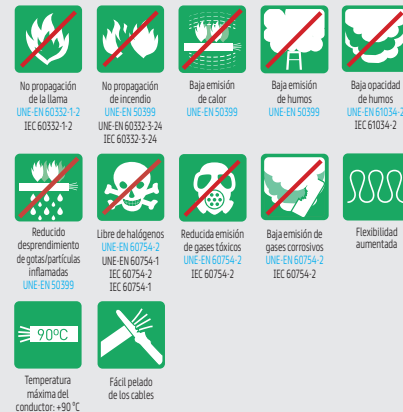 No propagación
de la llama
UNE-EN 60332-1-2
IEC 60332-1-2
No propagación
de incendio
UNE-EN 50399
UNE-EN 60332-3-24
IEC 60332-3-24
Baja emisión
de calor
UNE-EN 50399
Baja emisión
de humos
UNE-EN 50399
Baja opacidad
de humos
UNE-EN 61034-2
IEC 61034-2
Reducido
desprendimiento
de gotas/partículas
inflamadas
UNE-EN 50399
Libre de halógenos
UNE-EN 60754-2
UNE-EN 60754-1
IEC 60754-2
IEC 60754-1
Reducida emisión
de gases tóxicos
UNE-EN 60754-2
IEC 60754-2
Baja emisión de
gases corrosivos
UNE-EN 60754-2
IEC 60754-2
Flexibilidad
aumentada
90ºC
Temperatura
máxima del
conductor: +90 °C
Fácil pelado
de los cables